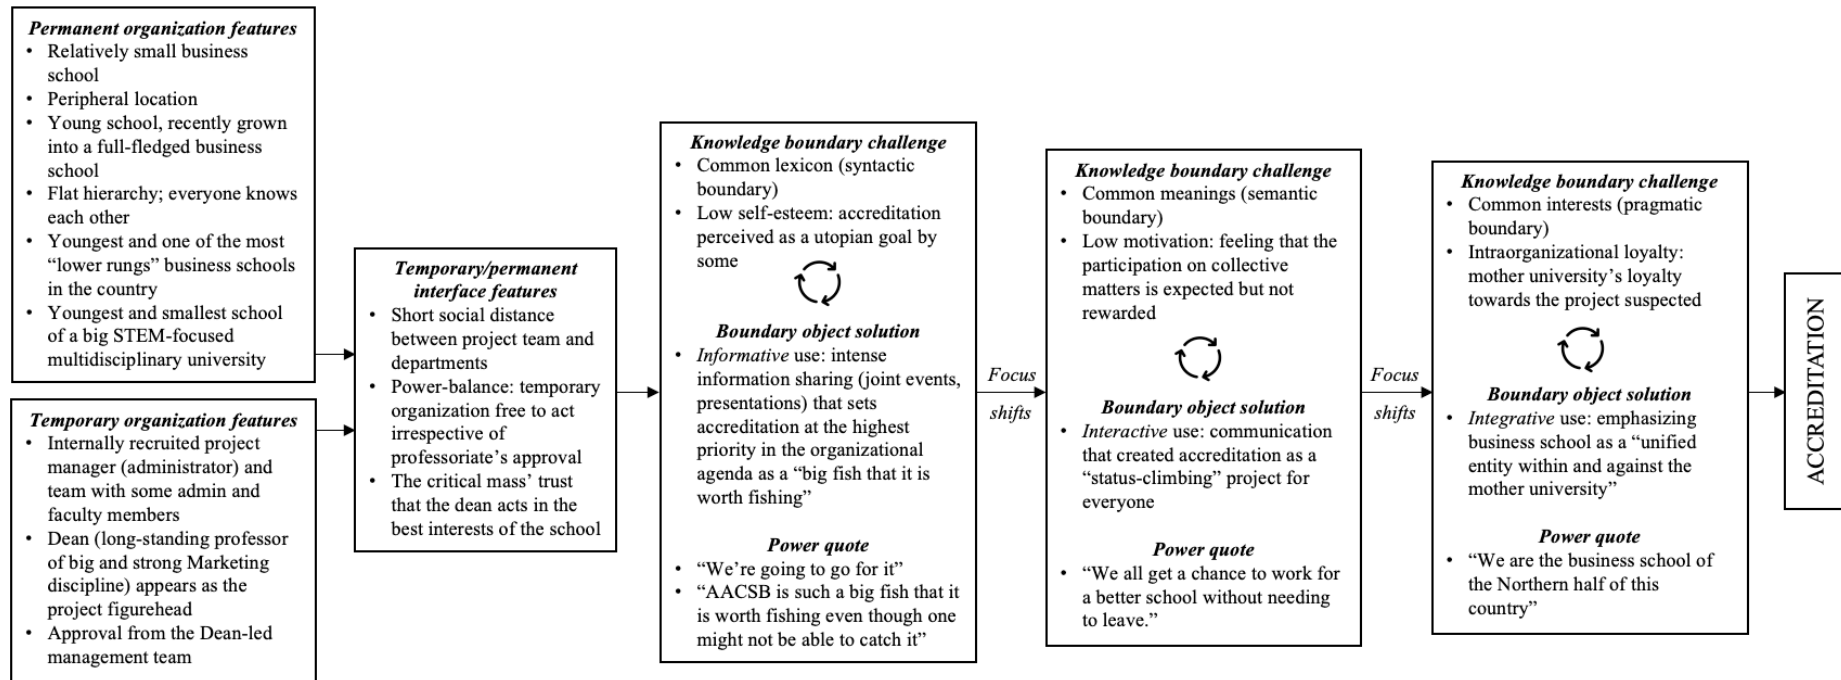 Permanent organization features
• Relatively small business
school
• Peripheral location
• Young school, recently grown
into a full-fledged business
school
• Flat hierarchy; everyone knows
each other
• Youngest and one of the most
“lower rungs” business schools
in the country
• Youngest and smallest school
of a big STEM-focused
multidisciplinary university
Temporary organization features
• Internally recruited project
manager (administrator) and
team with some admin and
faculty members
• Dean (long-standing professor
of big and strong Marketing
discipline) appears as the
project figurehead
• Approval from the Dean-led
management team
Temporary/permanent
interface features
• Short social distance
between project team and
departments
• Power-balance: temporary
organization free to act
irrespective of
professoriate’s approval
• The critical mass’ trust
that the dean acts in the
best interests of the school
Knowledge boundary challenge
• Common lexicon (syntactic
boundary)
• Low self-esteem: accreditation
perceived as a utopian goal by
some
Boundary object solution
• Informative use: intense
information sharing (joint events,
presentations) that sets
accreditation at the highest
priority in the organizational
agenda as a “big fish that it is
worth fishing”
Power quote
• “We’re going to go for it”
• “AACSB is such a big fish that it
is worth fishing even though one
might not be able to catch it”
Focus
shifts
Knowledge boundary challenge
• Common meanings (semantic
boundary)
• Low motivation: feeling that the
participation on collective
matters is expected but not
rewarded
Boundary object solution
• Interactive use: communication
that created accreditation as a
“status-climbing” project for
everyone
Power quote
• “We all get a chance to work for
a better school without needing
to leave.”
Focus
shifts
Knowledge boundary challenge
• Common interests (pragmatic
boundary)
• Intraorganizational loyalty:
mother university’s loyalty
towards the project suspected
Boundary object solution
• Integrative use: emphasizing
business school as a “unified
entity within and against the
mother university”
Power quote
• “We are the business school of
the Northern half of this
country”
ACCREDITATION